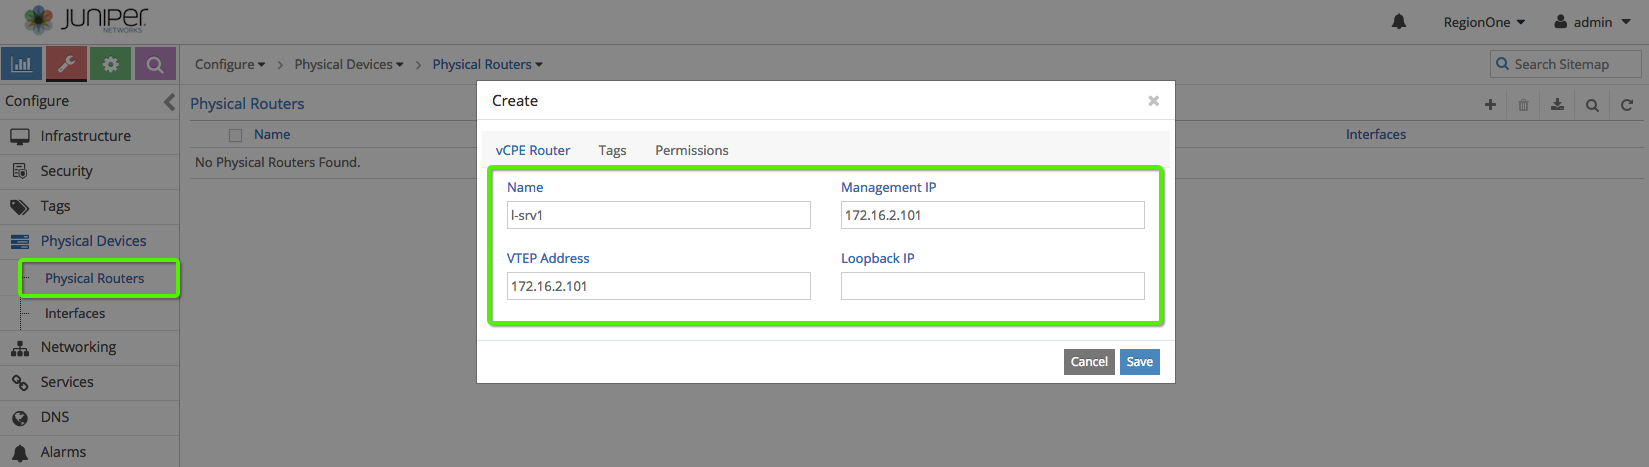 JUNIPER
NETWORKS
RegionOne
admin
Configure
Physical Devices
Physical Routers
Search Sitemap
Configure
Infrastructure
Security
Tags
Physical Devices
Physical Routers
Interfaces
Networking
Services
DNS
Alarms
Physical Routers
Name
Interfaces
No Physical Routers Found.
Create
vCPE Router
Tags
Permissions
Name
Management IP
l-srv1
172.16.2.101
VTEP Address
Loopback IP
172.16.2.101
Cancel
Save